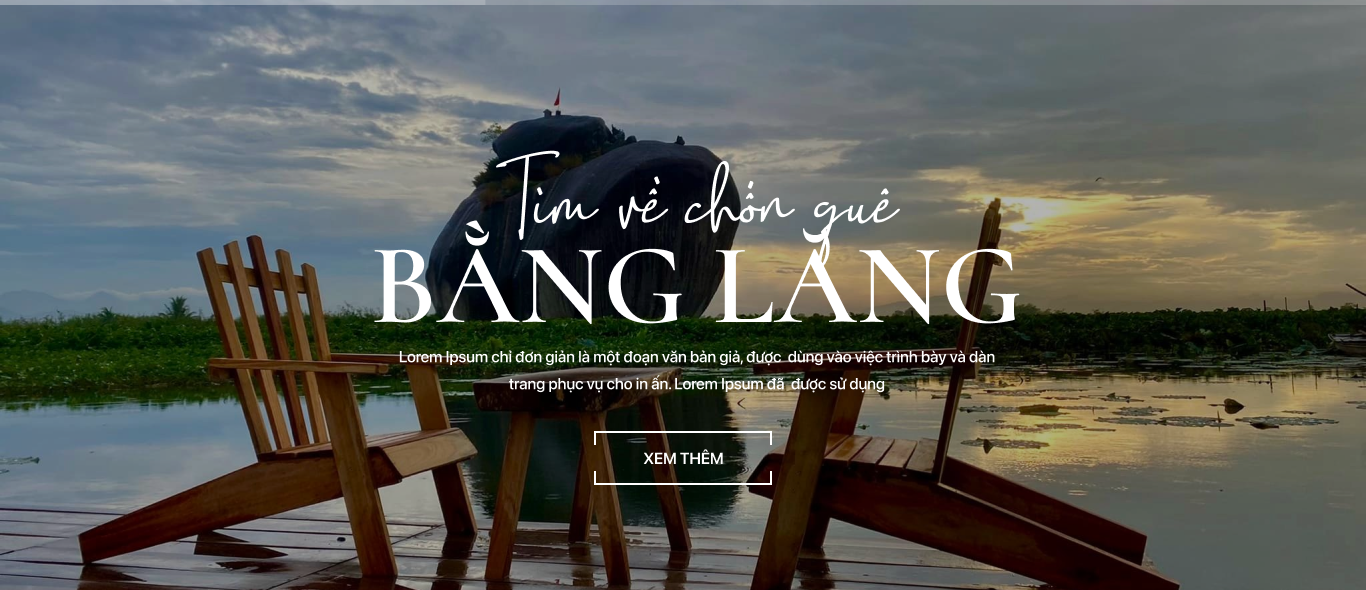 Tìm về chốn quê
BẰNG LĂNG
Lorem Ipsum chỉ đơn giản là một đoạn văn bản giả, được  dùng vào việc trình bày và dàn
trang phục vụ cho in ấn. Lorem Ipsum đã  được sử dụng
XEM THÊM